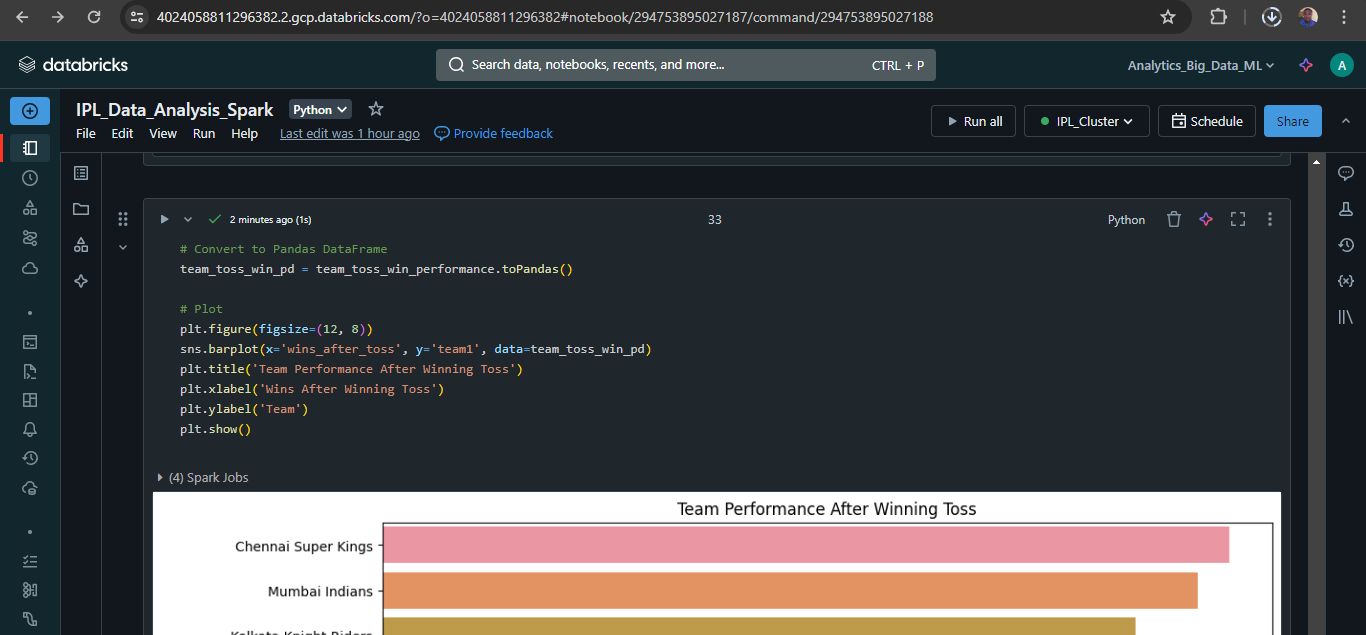 4024058811296382.2.gcp.databricks.com/?o=4024058811296382#notebook/294753895027187/command/294753895027188
databricks
Search data, notebooks, recents, and more...
CTRL + P
Analytics_Big_Data_ML
A
IPL_Data_Analysis_Spark
Python
File Edit View Run Help Last edit was 1 hour ago Provide feedback
Run all
IPL_Cluster
Schedule
Share
2 minutes ago (1s)
33
Python
# Convert to Pandas DataFrame
team_toss_win_pd = team_toss_win_performance.toPandas()
# Plot
plt.figure(figsize=(12, 8))
sns.barplot(x='wins_after_toss', y='team1', data=team_toss_win_pd)
plt.title('Team Performance After Winning Toss')
plt.xlabel('Wins After Winning Toss')
plt.ylabel('Team')
plt.show()
(4) Spark Jobs
Team Performance After Winning Toss
Chennai Super Kings
Mumbai Indians
Kolkata Knight Riders